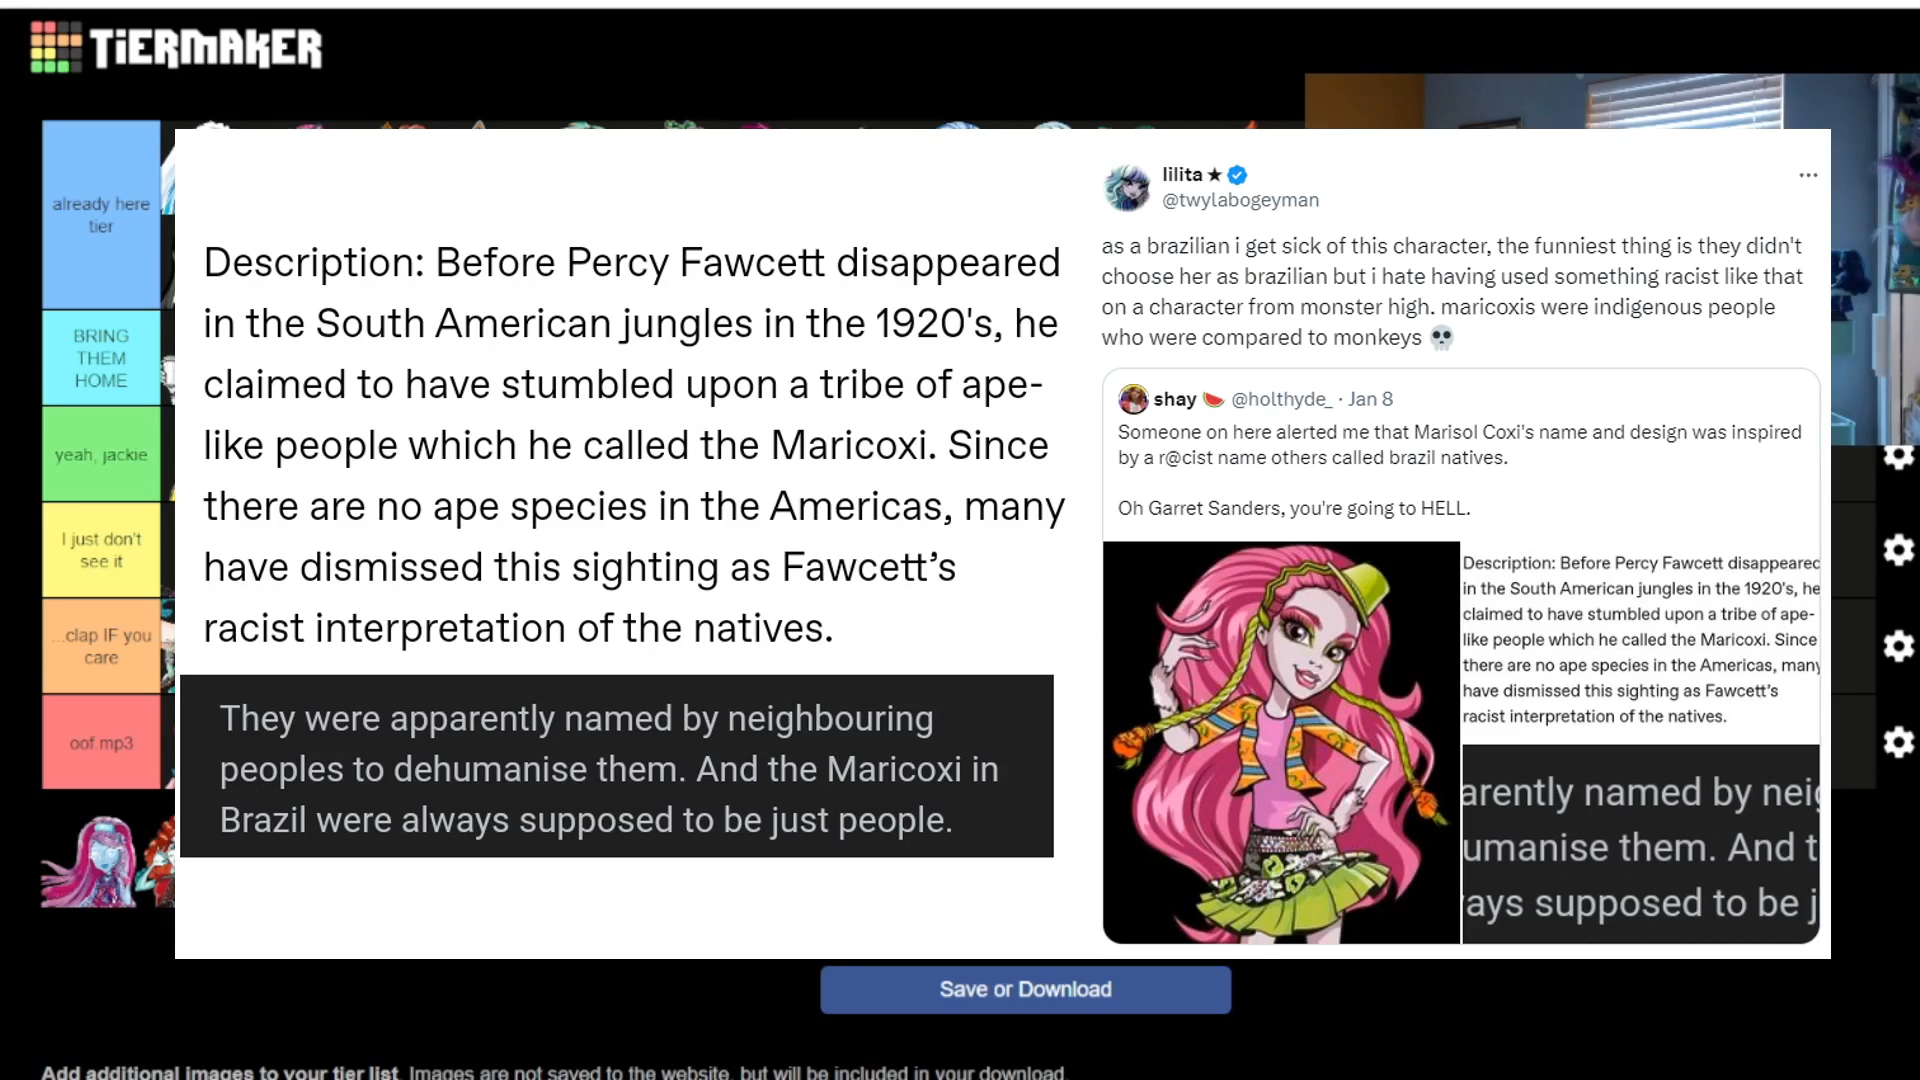 TiERMAKER
already here
tier
BRING
THEM
HOME
yeah, jackie
I just don't
see it
...clap IF you
care
oof.mp3
Description: Before Percy Fawcett disappeared
in the South American jungles in the 1920's, he
claimed to have stumbled upon a tribe of ape-
like people which he called the Maricoxi. Since
there are no ape species in the Americas, many
have dismissed this sighting as Fawcett’s
racist interpretation of the natives.
They were apparently named by neighbouring
peoples to dehumanise them. And the Maricoxi in
Brazil were always supposed to be just people.
lilita ★
@twylabogeyman
as a brazilian i get sick of this character, the funniest thing is they didn't
choose her as brazilian but i hate having used something racist like that
on a character from monster high. maricoxis were indigenous people
who were compared to monkeys 💀
shay 🍉 @holthyde_ · Jan 8
Someone on here alerted me that Marisol Coxi's name and design was inspired
by a r@cist name others called brazil natives.
Oh Garret Sanders, you're going to HELL.
Description: Before Percy Fawcett disappeared
in the South American jungles in the 1920's, he
claimed to have stumbled upon a tribe of ape-
like people which he called the Maricoxi. Since
there are no ape species in the Americas, many
have dismissed this sighting as Fawcett’s
racist interpretation of the natives.
arently named by neig
umanise them. And t
ays supposed to be j
Save or Download
Add additional images to your tier list. Images are not saved to the website, but will be included in your download.